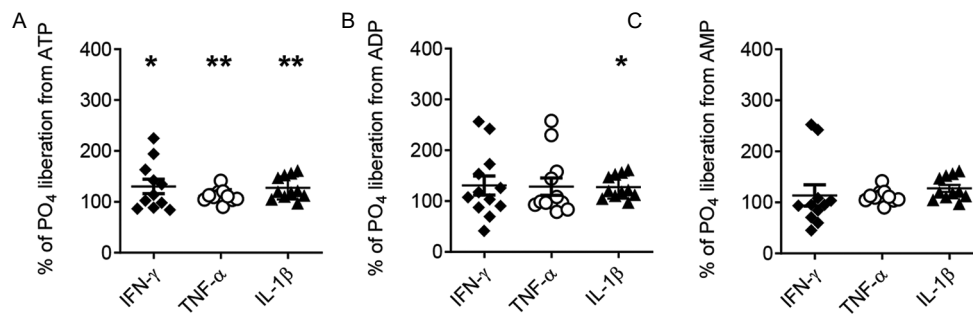 A
% of PO4 liberation from ATP
400
300
200
100
0
* ** **
IFN-γ
TNF-α
IL-1β
B
% of PO4 liberation from ADP
400
300
200
100
0
*
IFN-γ
TNF-α
IL-1β
C
% of PO4 liberation from AMP
400
300
200
100
0
IFN-γ
TNF-α
IL-1β